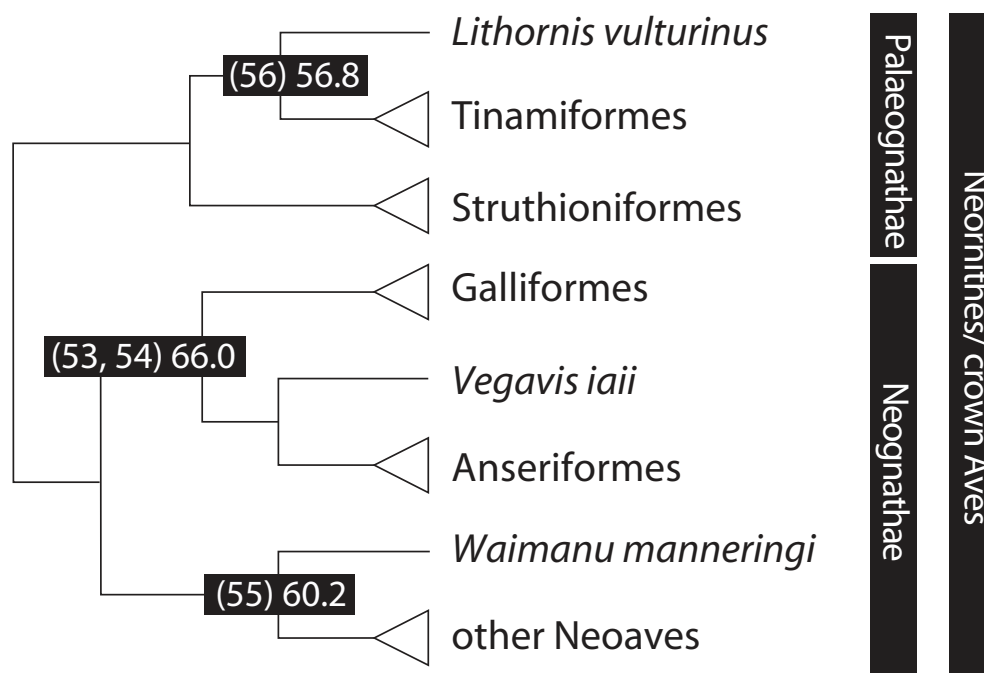 Lithornis vulturinus
(56) 56.8
Tinamiformes
Struthioniformes
Galliformes
(53, 54) 66.0
Vegavis iaii
Anseriformes
Waimanu manneringi
(55) 60.2
other Neoaves
Palaeognathae
Neognathae
Neornithes/ crown Aves